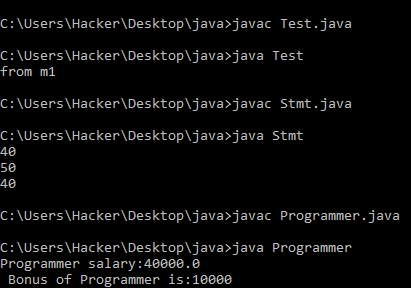 C:\Users\Hacker\Desktop\java>javac Test.java
C:\Users\Hacker\Desktop\java>java Test
from m1
C:\Users\Hacker\Desktop\java>javac Stmt.java
C:\Users\Hacker\Desktop\java>java Stmt
40
50
40
C:\Users\Hacker\Desktop\java>javac Programmer.java
C:\Users\Hacker\Desktop\java>java Programmer
Programmer salary:40000.0
 Bonus of Programmer is:10000